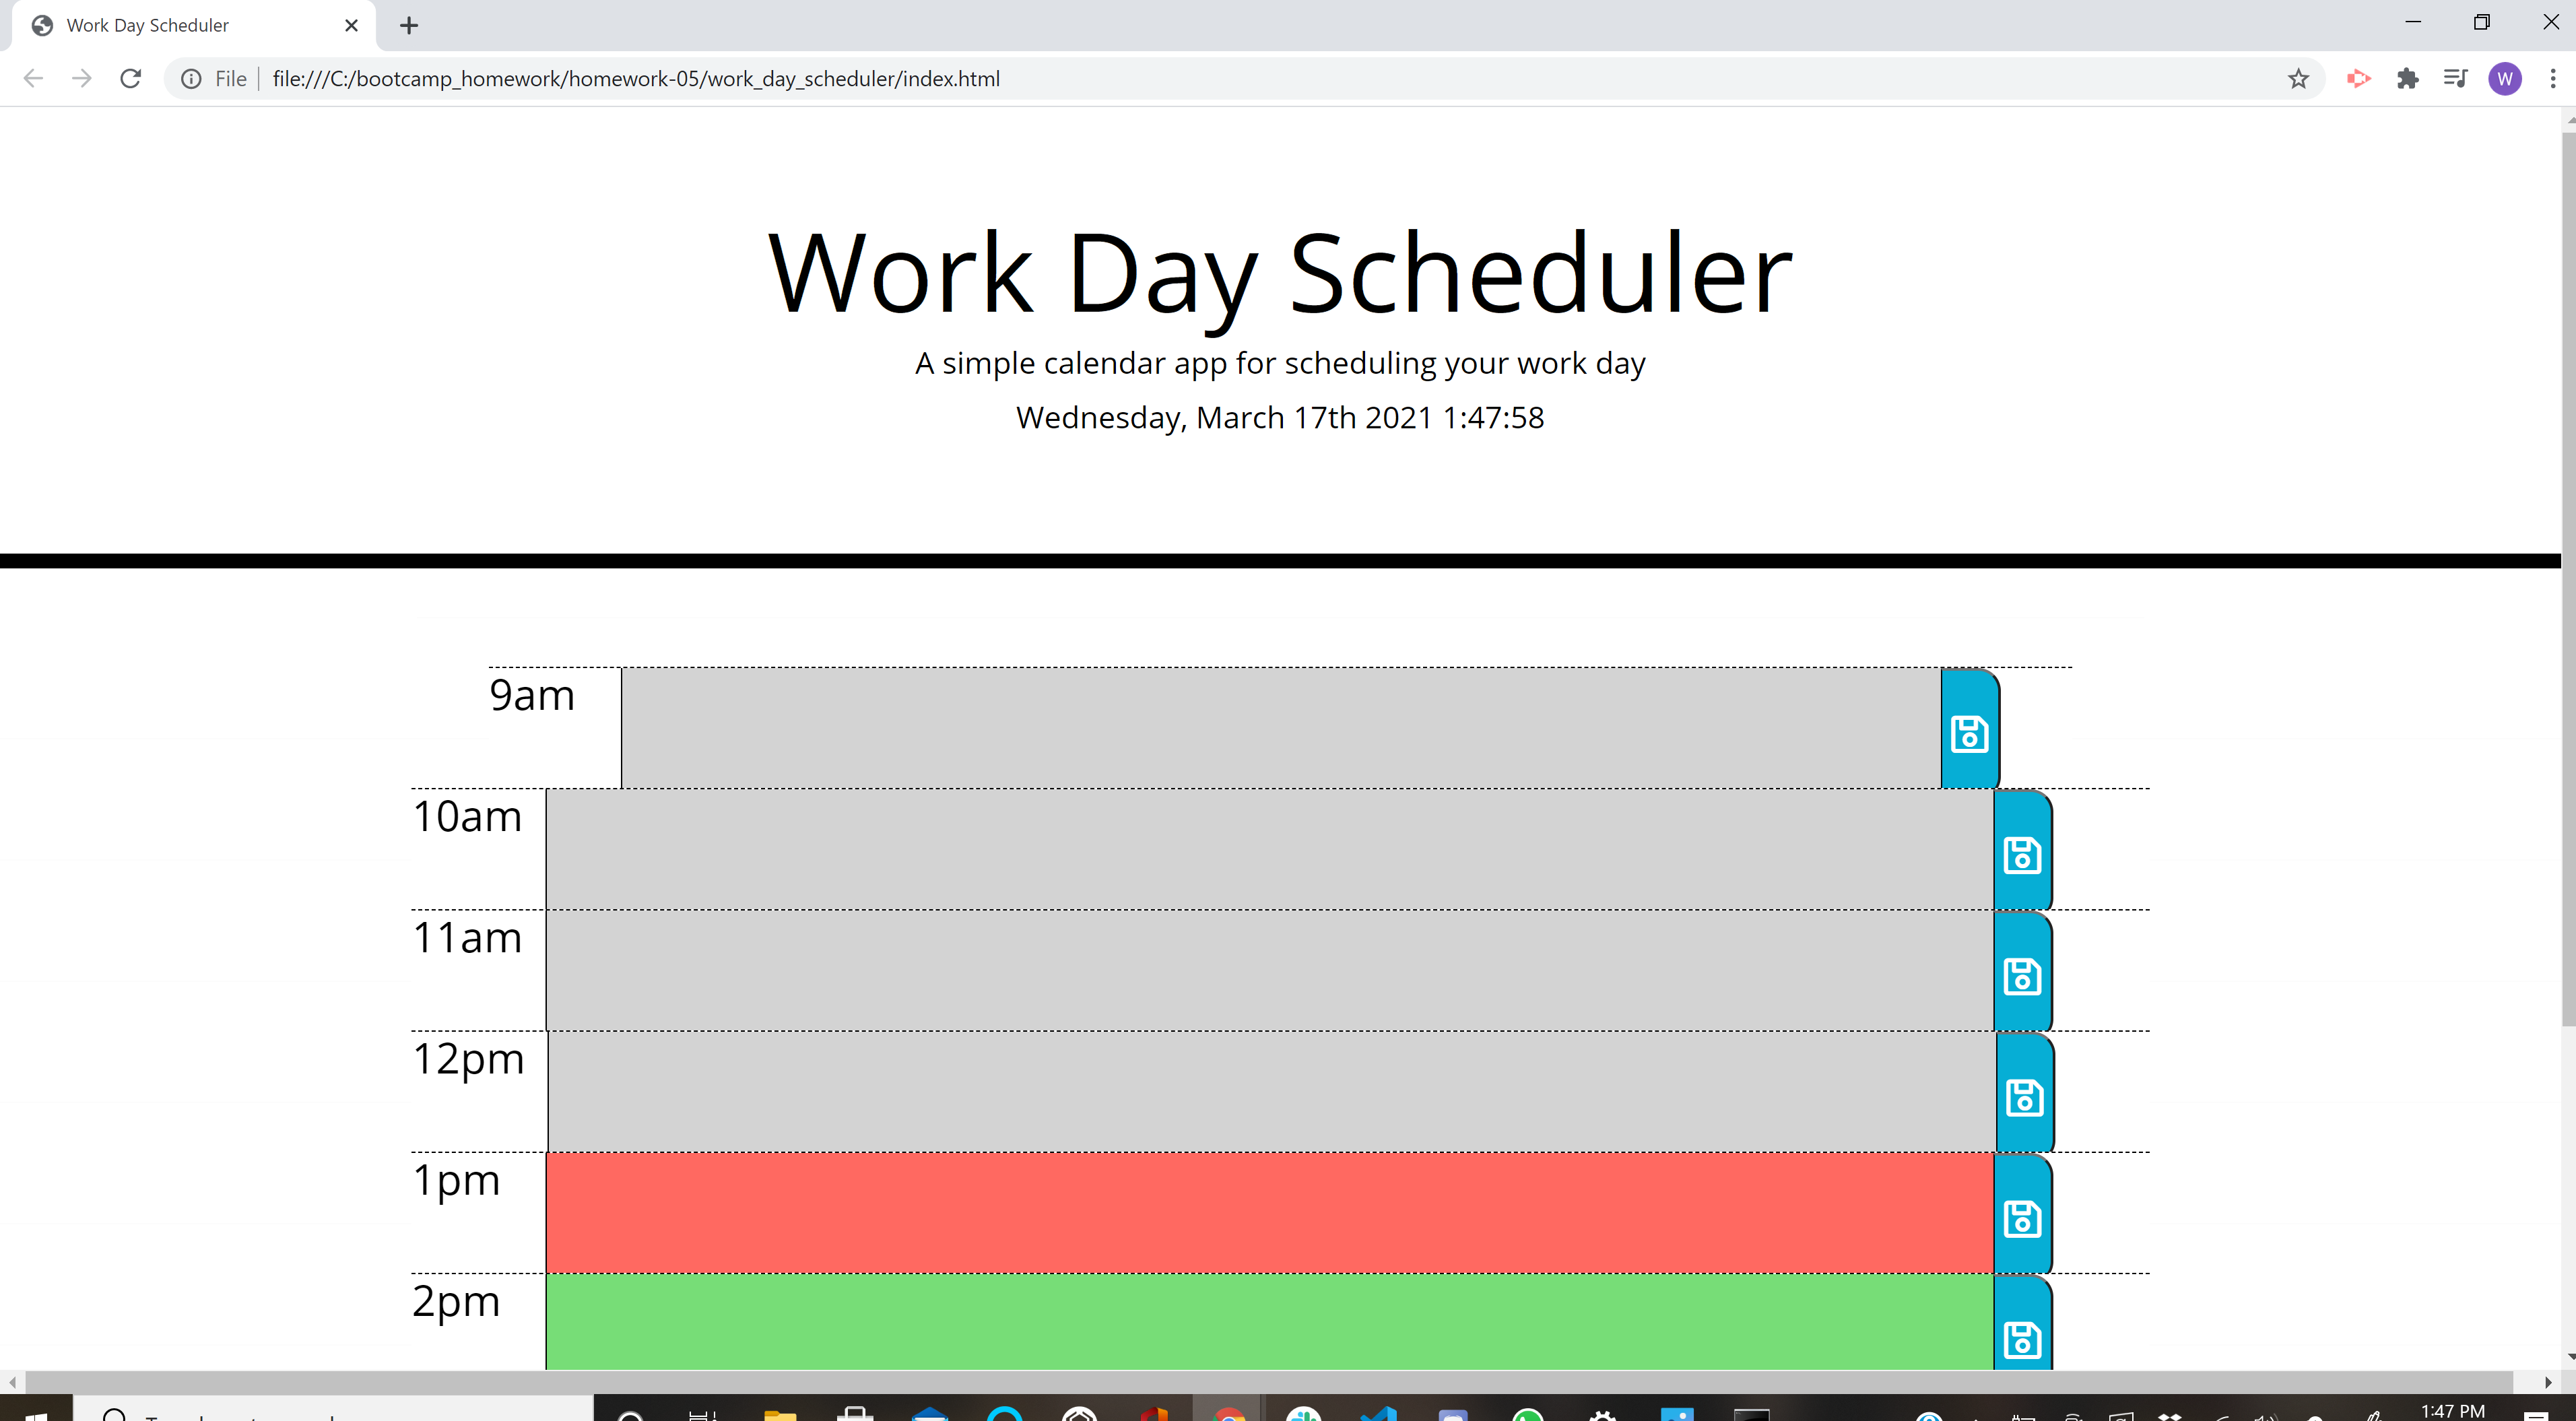 Work Day Scheduler
File file:///C:/bootcamp_homework/homework-05/work_day_scheduler/index.html
W
Work Day Scheduler
A simple calendar app for scheduling your work day
Wednesday, March 17th 2021 1:47:58
9am
10am
11am
12pm
1pm
2pm
1:47 PM